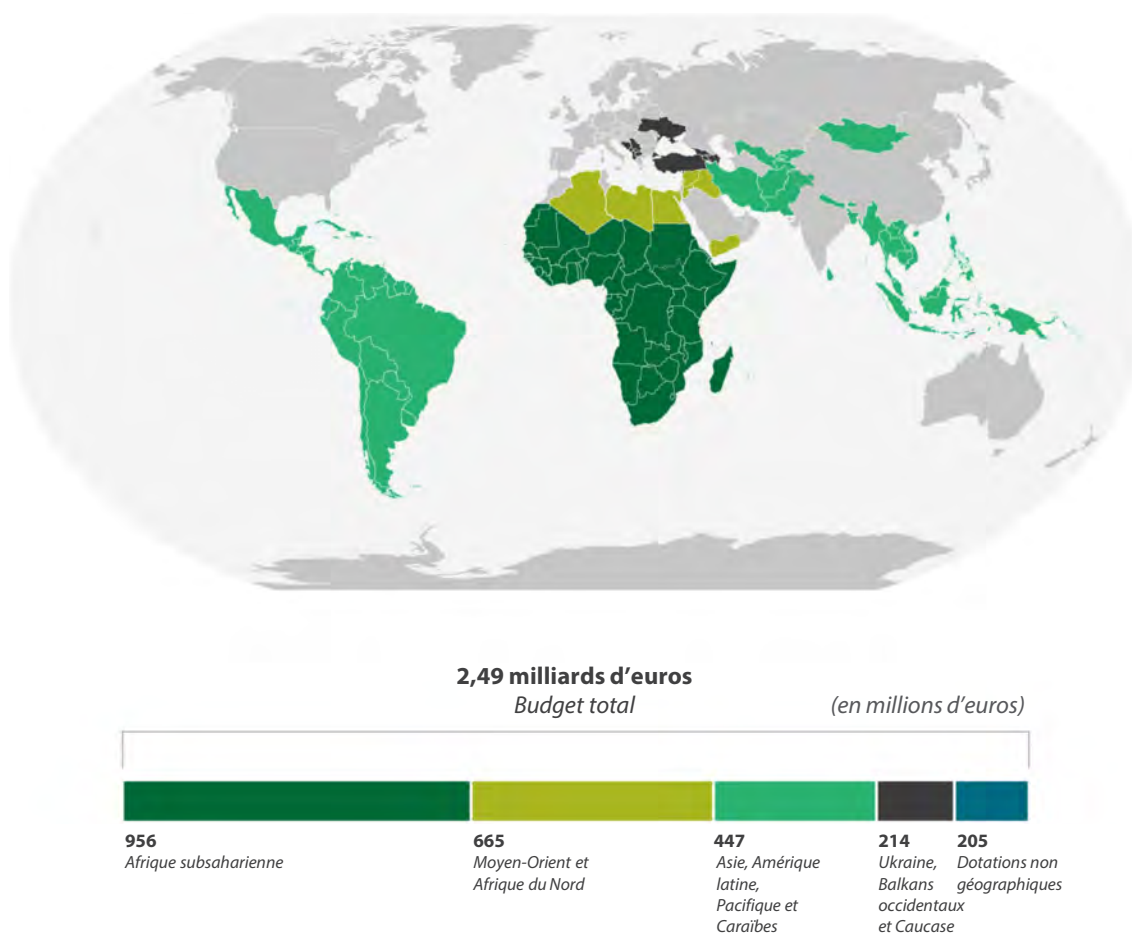 2,49 milliards d’euros
Budget total
(en millions d’euros)
956
Afrique subsaharienne
665
Moyen-Orient et
Afrique du Nord
447
Asie, Amérique
latine,
Pacifique et
Caraïbes
214
Ukraine,
Balkans
occidentaux
et Caucase
205
Dotations non
géographiques